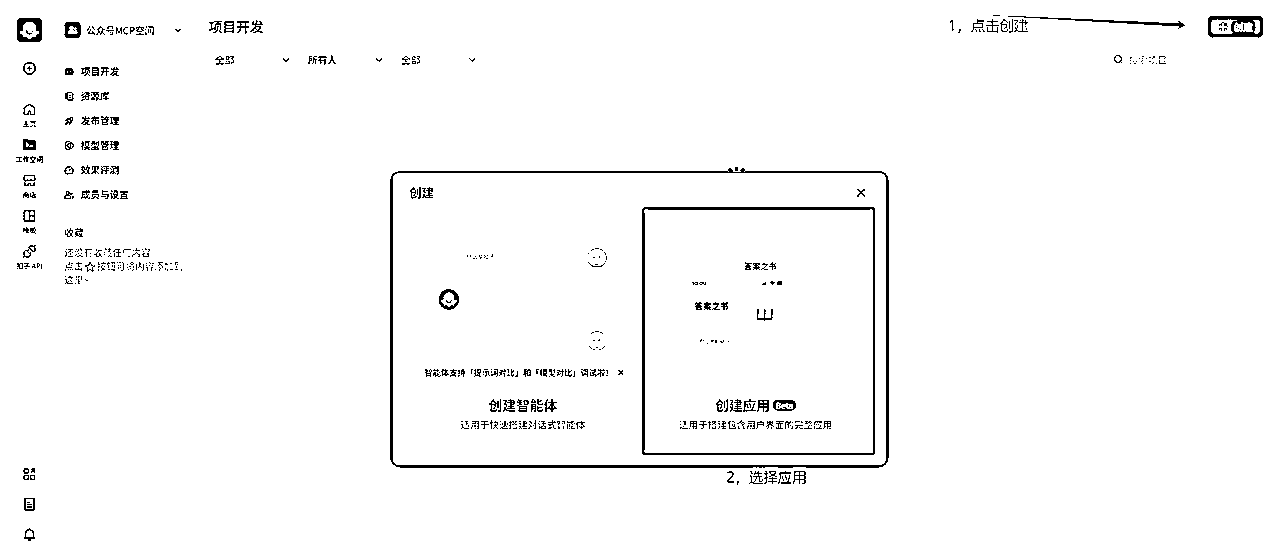 公众号MCP空间
项目开发
1，点击创建
创建
全部
所有人
全部
搜索项目
项目开发
资源库
发布管理
模型管理
效果评测
成员与设置
主页
工作空间
商店
模板
扣子 API
收藏
还没有收藏任何内容
点击☆按钮可将内容添加到
这里~
创建
答案之书
答案之书
智能体支持「提示词对比」和「模型对比」调试啦！
创建智能体
适用于快速搭建对话式智能体
创建应用 Beta
适用于搭建包含用户界面的完整应用
2，选择应用